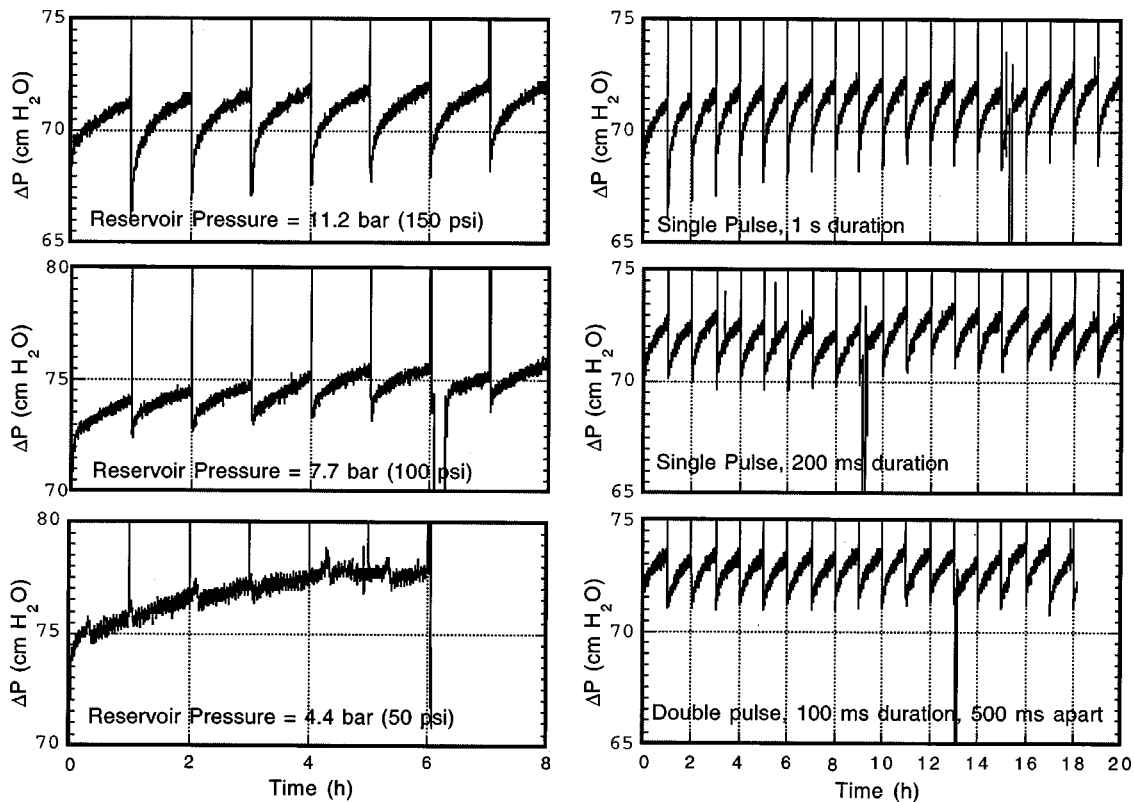 75
70
65
ΔP (cm H2O)
Reservoir Pressure = 11.2 bar (150 psi)
80
75
70
ΔP (cm H2O)
Reservoir Pressure = 7.7 bar (100 psi)
80
75
70
ΔP (cm H2O)
Reservoir Pressure = 4.4 bar (50 psi)
0 2 4 6 8
Time (h)
75
70
65
ΔP (cm H2O)
Single Pulse, 1 s duration
75
70
65
ΔP (cm H2O)
Single Pulse, 200 ms duration
75
70
65
ΔP (cm H2O)
Double pulse, 100 ms duration, 500 ms apart
0 2 4 6 8 10 12 14 16 18 20
Time (h)